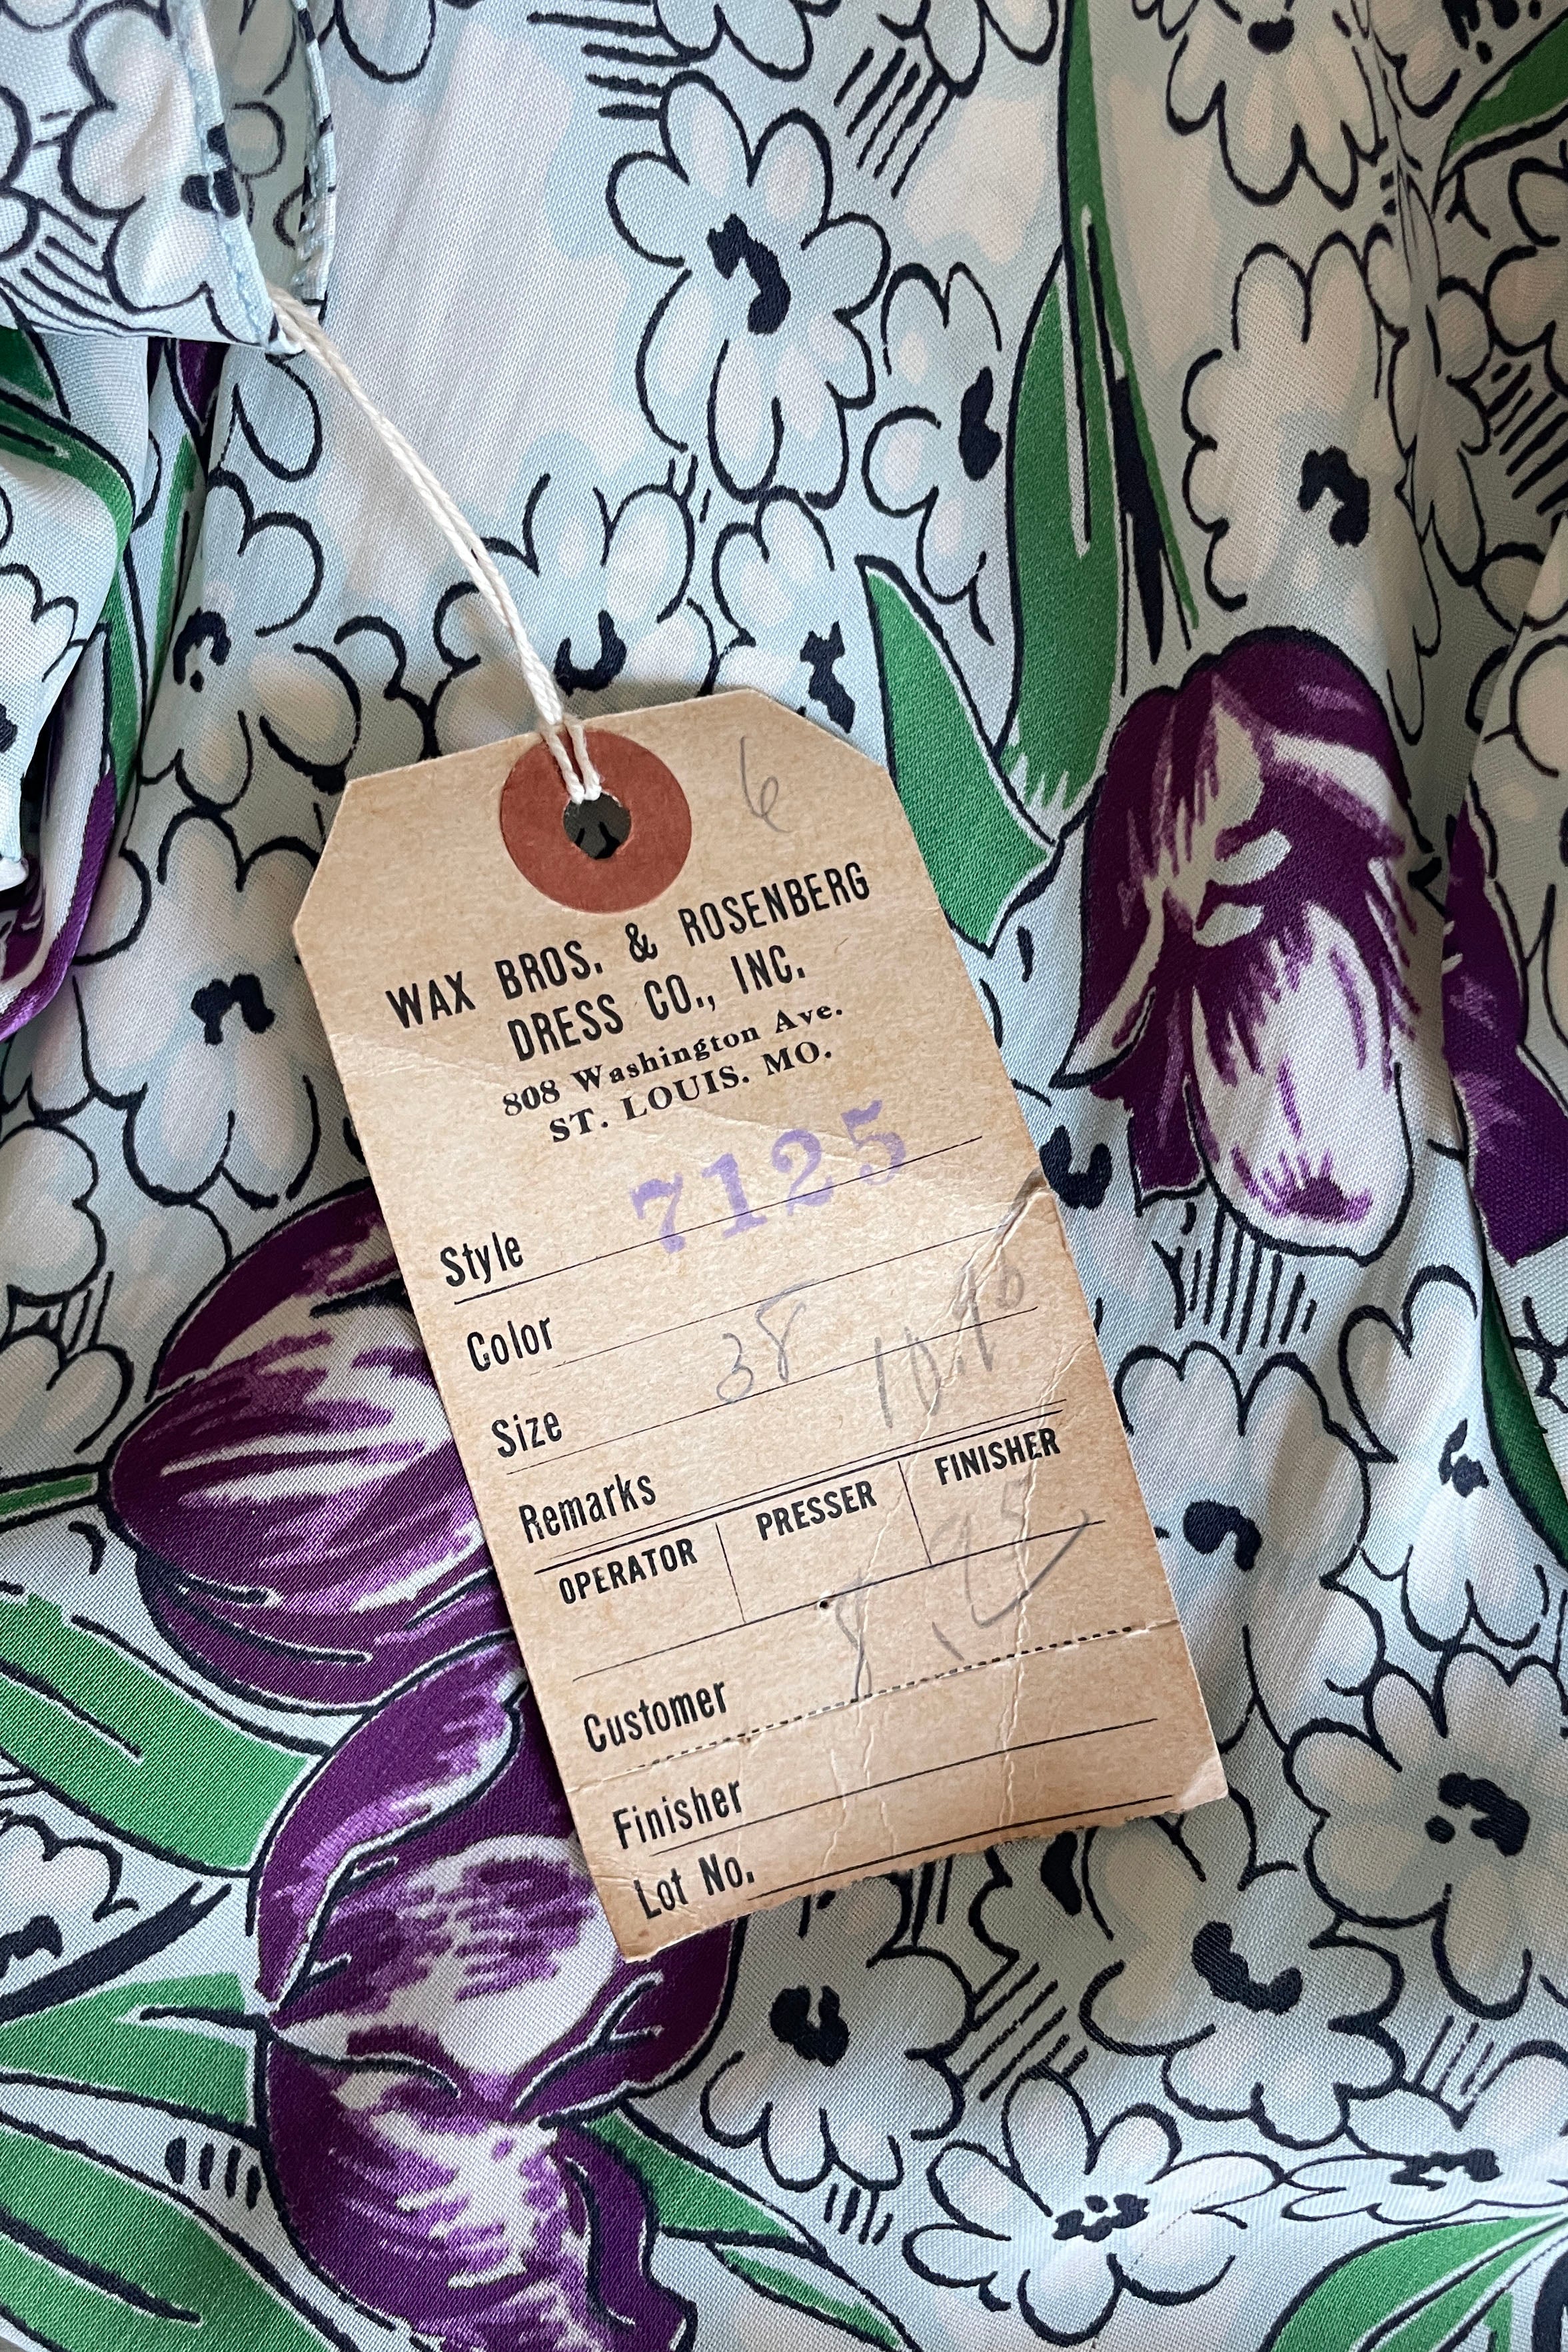 6
WAX BROS. & ROSENBERG
DRESS CO., INC.
808 Washington Ave.
ST. LOUIS. MO.
Style 7125
Color
Size 38
Remarks
OPERATOR PRESSER FINISHER
Customer
Finisher
Lot No.